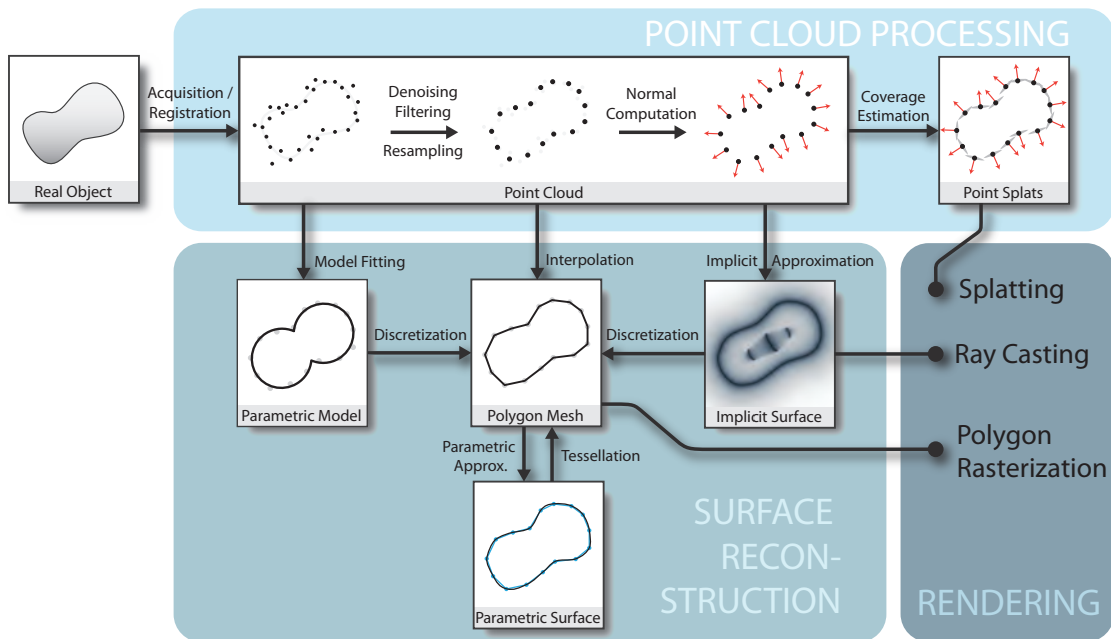 POINT CLOUD PROCESSING
Acquisition /
Registration
Denoising
Filtering
Resampling
Normal
Computation
Coverage
Estimation
Real Object
Point Cloud
Point Splats
Model Fitting
Interpolation
Implicit Approximation
Splatting
Discretization
Discretization
Ray Casting
Parametric Model
Polygon Mesh
Implicit Surface
Polygon
Rasterization
Parametric
Approx.
Tessellation
SURFACE
RECON-
STRUCTION
Parametric Surface
RENDERING